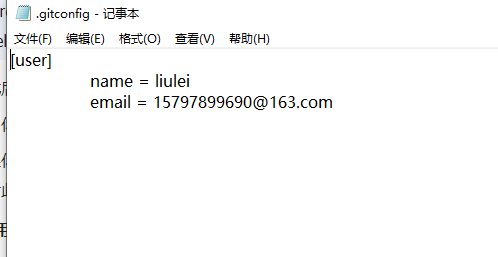 .gitconfig - 记事本
文件(F) 编辑(E) 格式(O) 查看(V) 帮助(H)
[user]
name = liulei
email = 15797899690@163.com